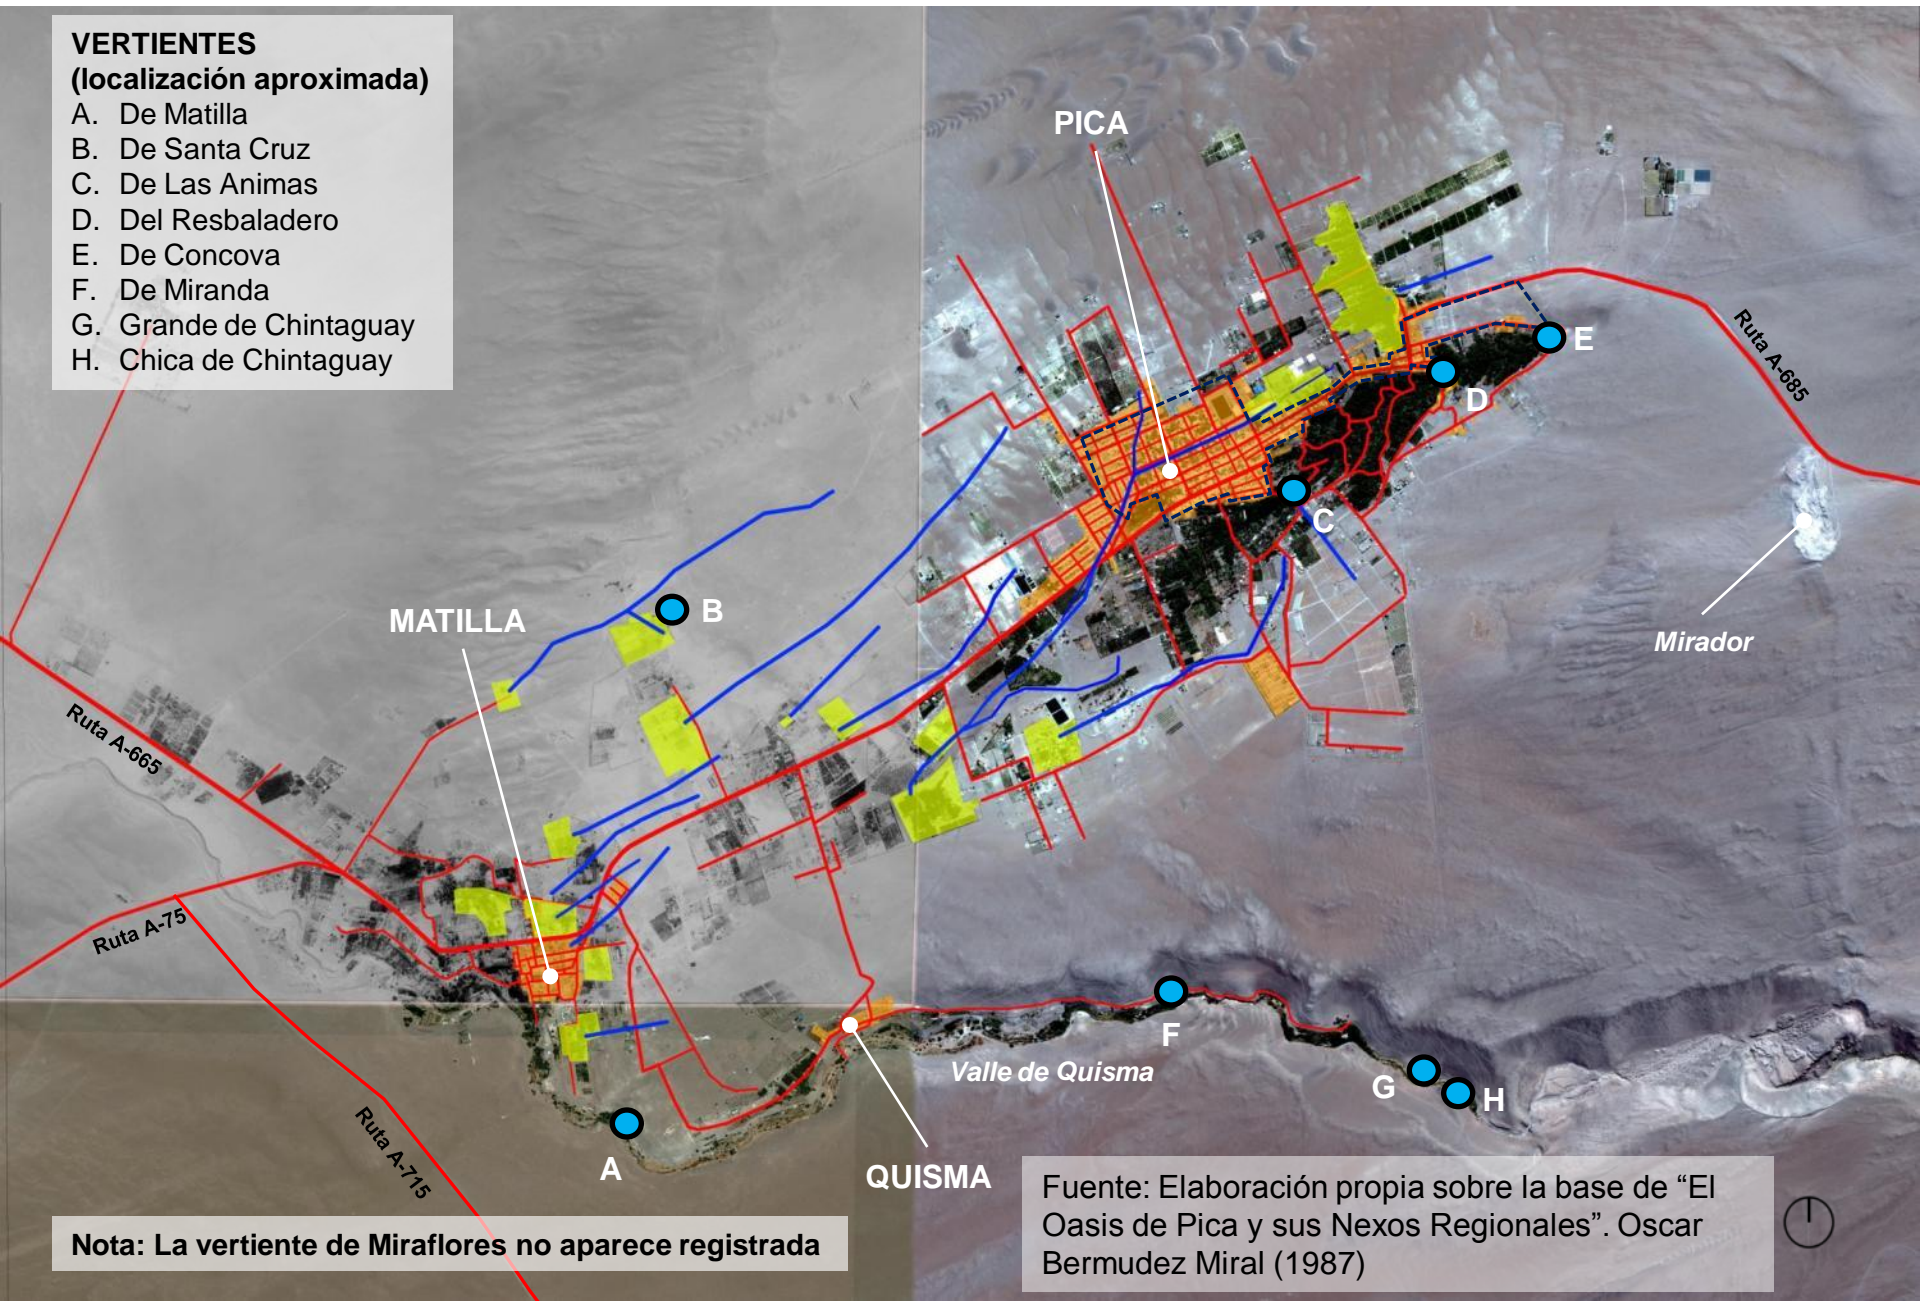 VERTIENTES
(localización aproximada)
A. De Matilla
B. De Santa Cruz
C. De Las Animas
D. Del Resbaladero
E. De Concova
F. De Miranda
G. Grande de Chintaguay
H. Chica de Chintaguay
PICA
E
Ruta A-685
D
C
B
MATILLA
Mirador
Ruta A-665
Ruta A-75
F
Valle de Quisma
G
H
Ruta A-715
A
QUISMA
Fuente: Elaboración propia sobre la base de “El
Oasis de Pica y sus Nexos Regionales”. Oscar
Bermudez Miral (1987)
Nota: La vertiente de Miraflores no aparece registrada